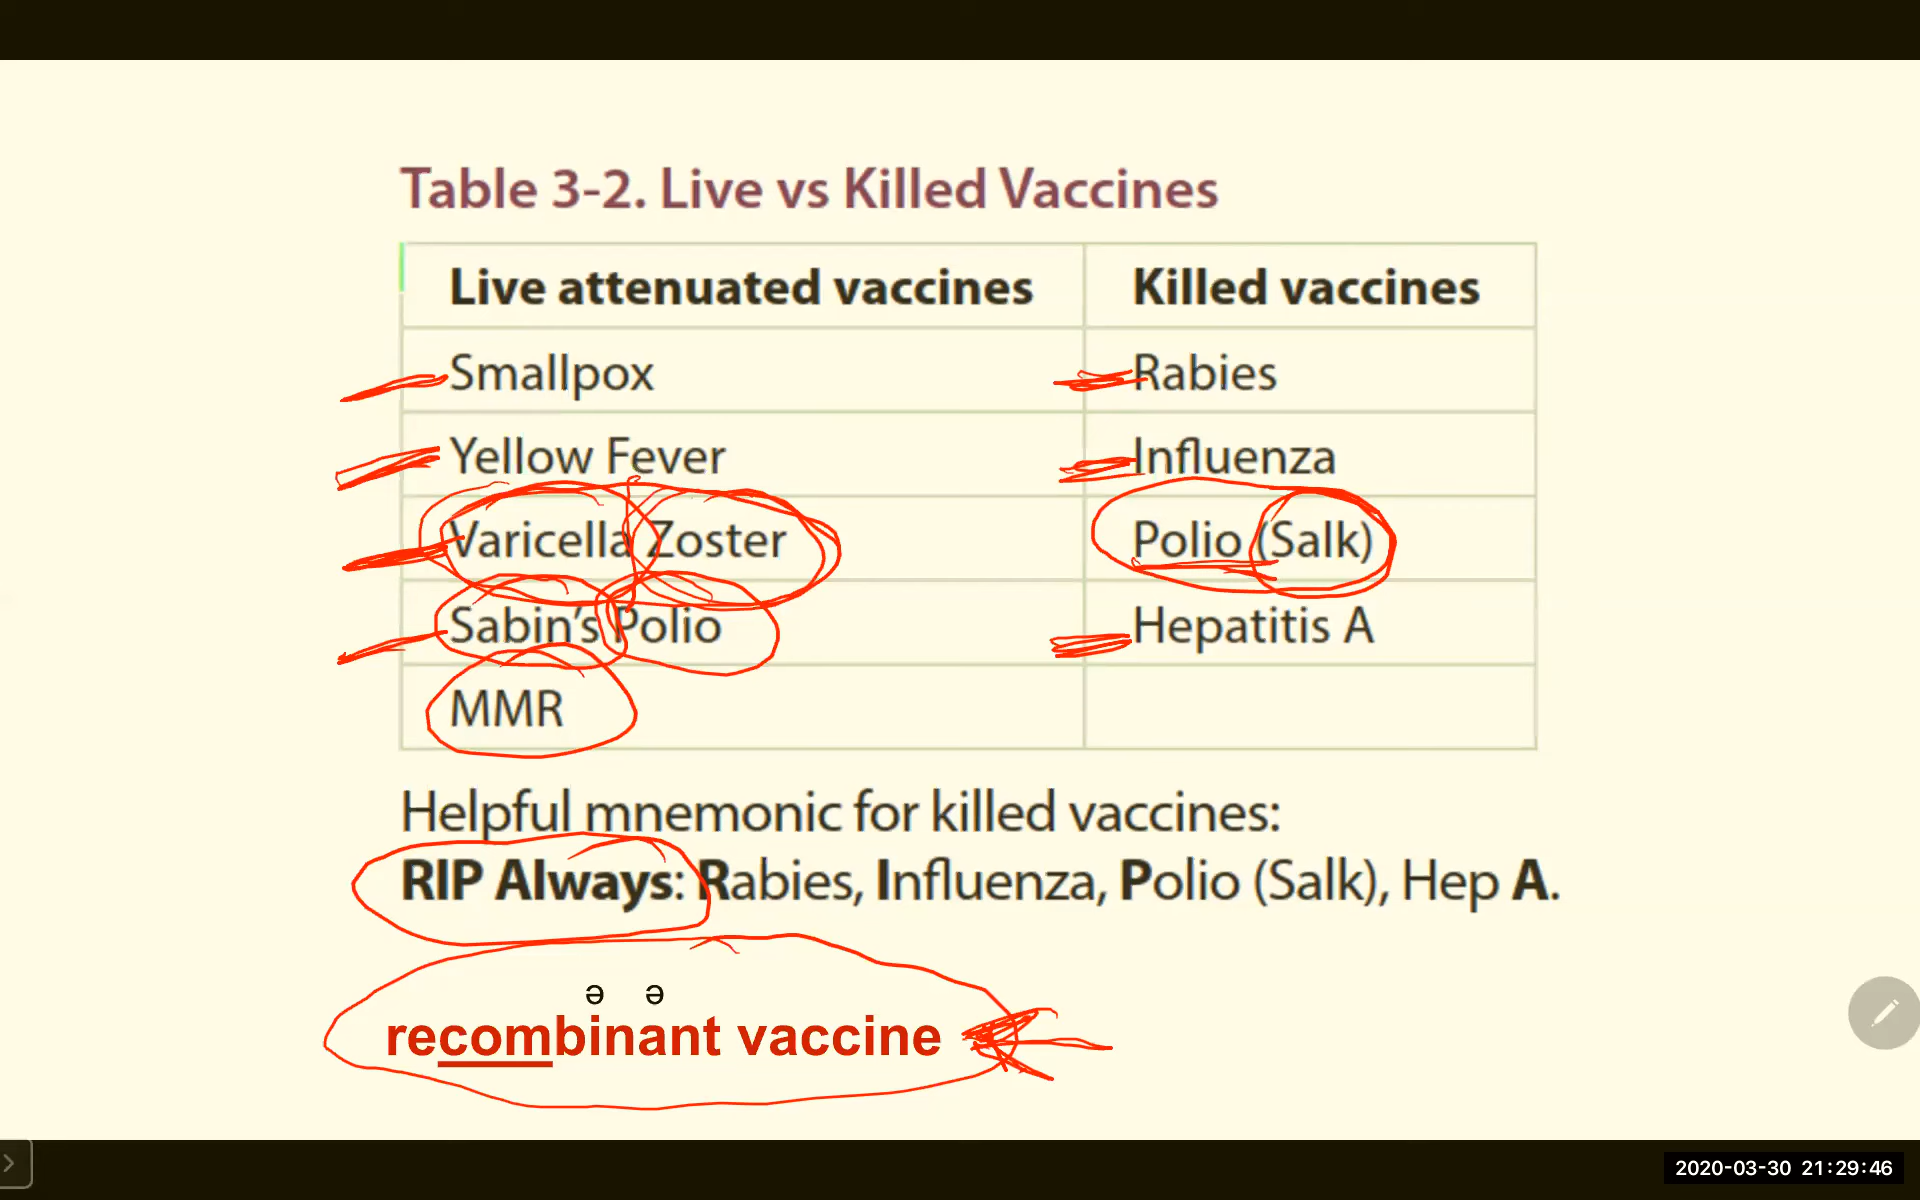 Table 3-2. Live vs Killed Vaccines
Live attenuated vaccines Killed vaccines
Smallpox Rabies
Yellow Fever Influenza
Varicella Zoster Polio (Salk)
Sabin's Polio Hepatitis A
MMR
Helpful mnemonic for killed vaccines:
RIP Always: Rabies, Influenza, Polio (Salk), Hep A.
ə ə
recombinant vaccine
2020-03-30 21:29:46